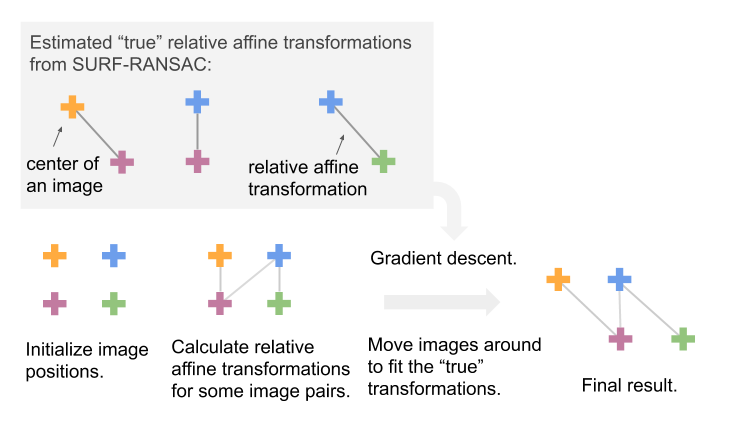 Estimated “true” relative affine transformations
from SURF-RANSAC:
center of
an image
relative affine
transformation
Initialize image
positions.
Calculate relative
affine transformations
for some image pairs.
Gradient descent.
Move images around
to fit the “true”
transformations.
Final result.